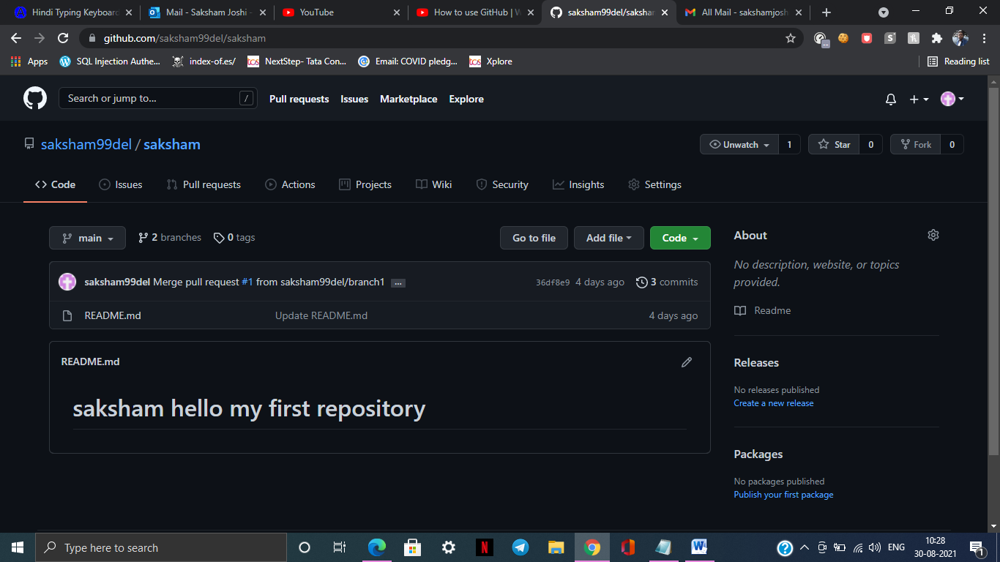 Hindi Typing Keyboard
Mail - Saksham Joshi -
YouTube
How to use GitHub | W
saksham99del/sakshar
All Mail - sakshamjosh
github.com/saksham99del/saksham
Apps
SQL Injection Authe...
index-of.es/
tcs NextStep- Tata Con...
Email: COVID pledg...
tcs Xplore
Reading list
Search or jump to... /
Pull requests
Issues
Marketplace
Explore
saksham99del / saksham
Unwatch 1
Star 0
Fork 0
Code
Issues
Pull requests
Actions
Projects
Wiki
Security
Insights
Settings
main
2 branches
0 tags
Go to file
Add file
Code
saksham99del Merge pull request #1 from saksham99del/branch1 ...
36df8e9 4 days ago
3 commits
README.md
Update README.md
4 days ago
README.md
saksham hello my first repository
About
No description, website, or topics
provided.
Readme
Releases
No releases published
Create a new release
Packages
No packages published
Publish your first package
Type here to search
ENG
10:28
30-08-2021
1